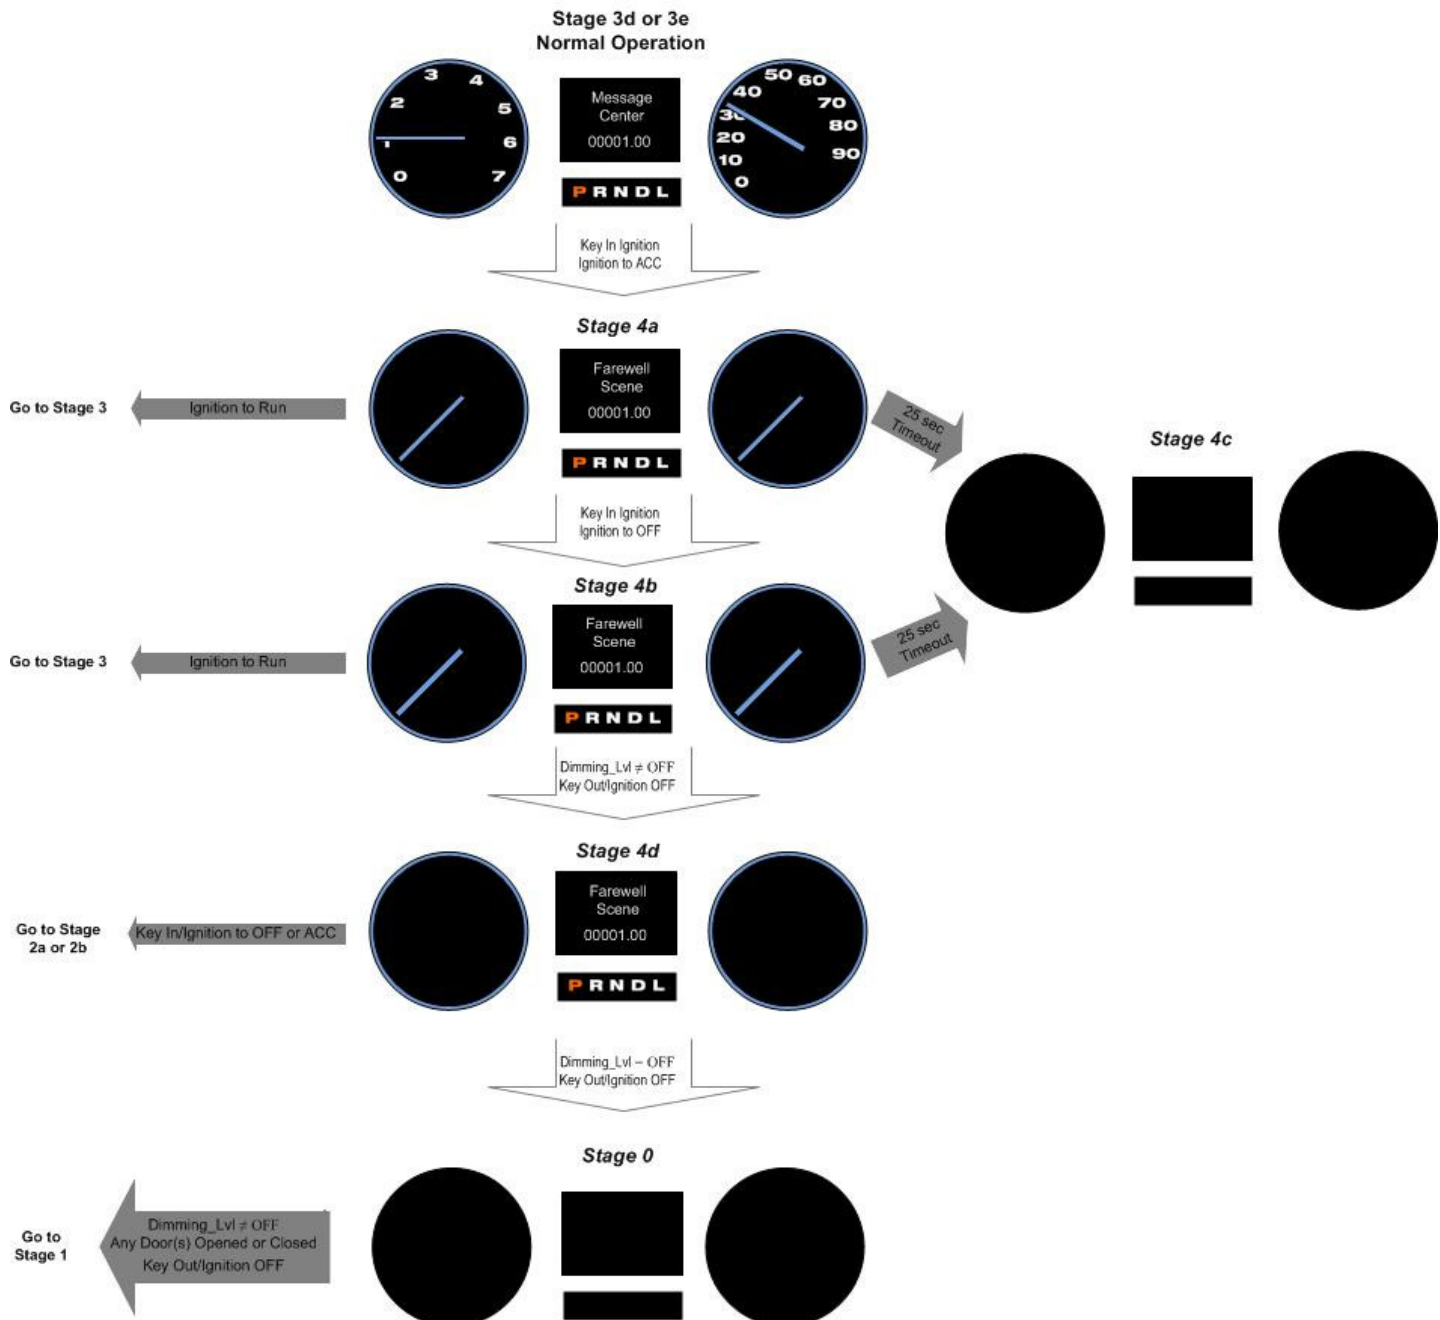 Stage 3d or 3e
Normal Operation
3
4
2
5
1
6
0
7
Message
Center
00001.00
P R N D L
50
60
40
70
30
80
20
90
10
0
Key In Ignition
Ignition to ACC
Stage 4a
Farewell
Scene
00001.00
P R N D L
Go to Stage 3
Ignition to Run
25 sec
Timeout
Stage 4c
Key In Ignition
Ignition to OFF
Stage 4b
Farewell
Scene
00001.00
P R N D L
Go to Stage 3
Ignition to Run
25 sec
Timeout
Dimming_Lvl ≠ OFF
Key Out/Ignition OFF
Stage 4d
Farewell
Scene
00001.00
P R N D L
Go to Stage
2a or 2b
Key In/Ignition to OFF or ACC
Dimming_Lvl = OFF
Key Out/Ignition OFF
Stage 0
Go to
Stage 1
Dimming_Lvl ≠ OFF
Any Door(s) Opened or Closed
Key Out/Ignition OFF